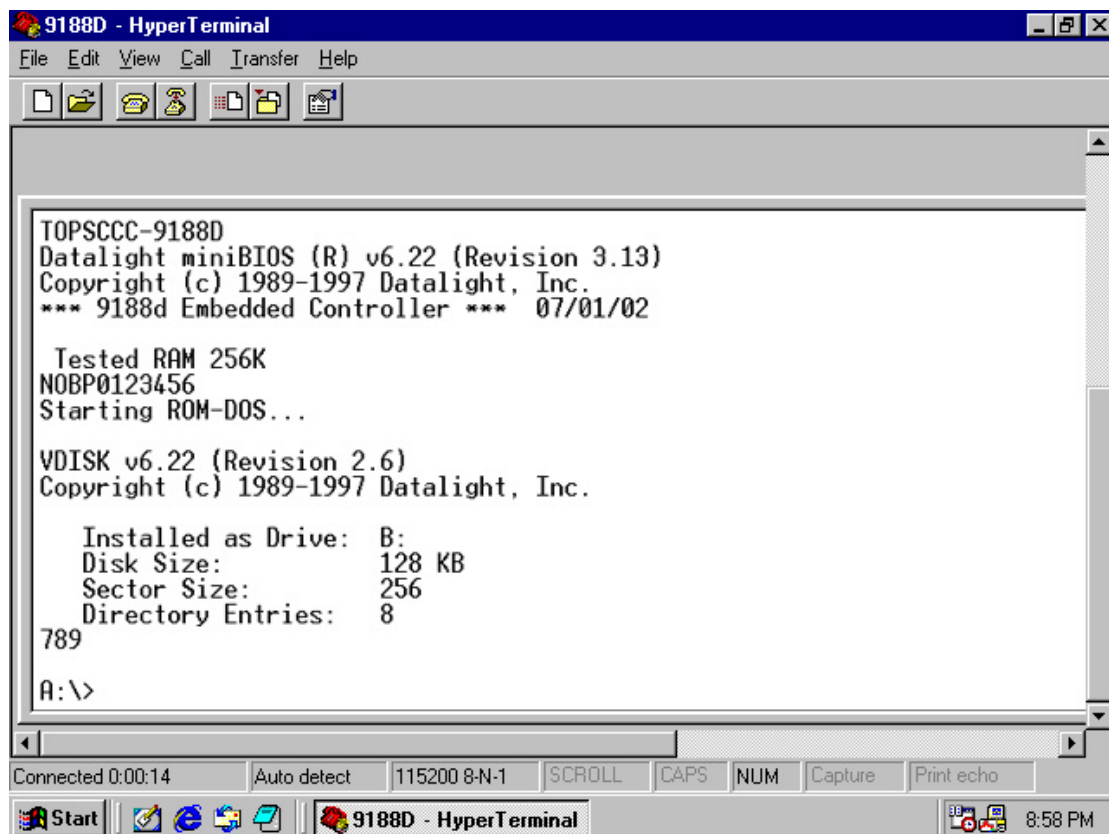 9188D - HyperTerminal
File Edit View Call Transfer Help
TOPSCCC-9188D
Datalight miniBIOS (R) v6.22 (Revision 3.13)
Copyright (c) 1989-1997 Datalight, Inc.
*** 9188d Embedded Controller *** 07/01/02
Tested RAM 256K
NOBP0123456
Starting ROM-DOS...
VDISK v6.22 (Revision 2.6)
Copyright (c) 1989-1997 Datalight, Inc.
Installed as Drive: B:
Disk Size: 128 KB
Sector Size: 256
Directory Entries: 8
789
A:\>
Connected 0:00:14 Auto detect 115200 8-N-1 SCROLL CAPS NUM Capture Print echo
Start 9188D - HyperTerminal 8:58 PM